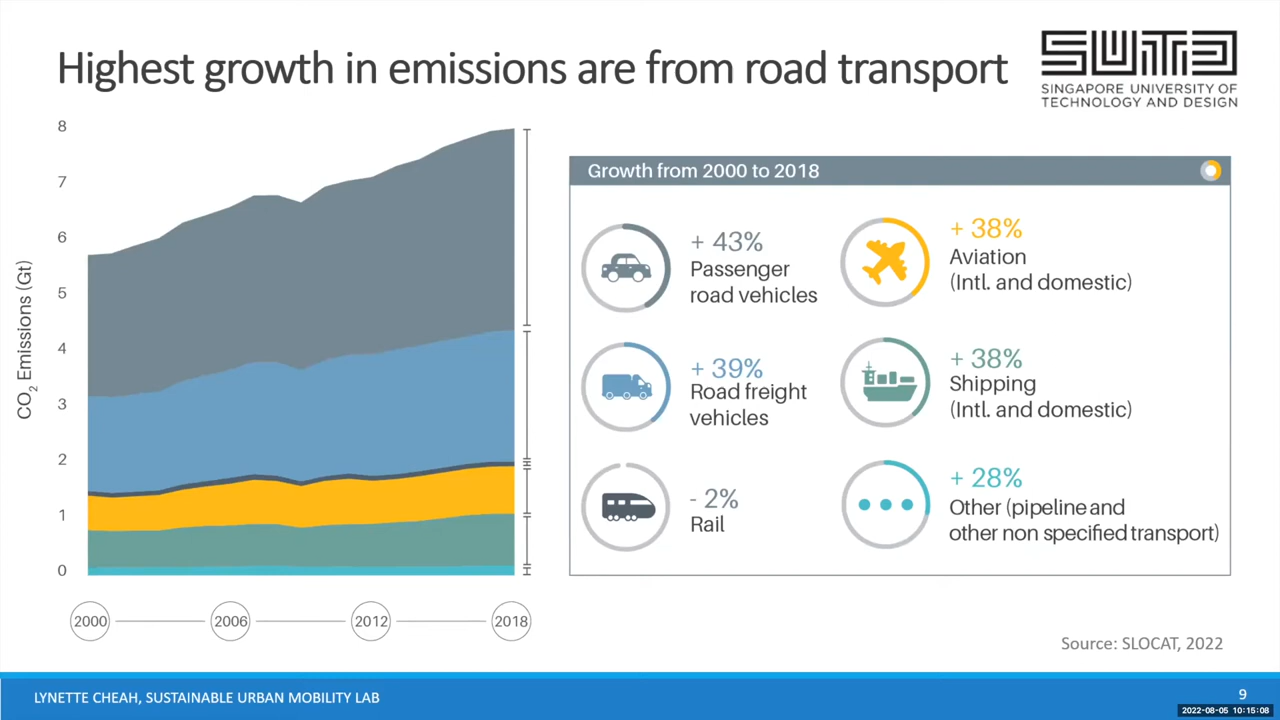 Highest growth in emissions are from road transport
SUTD
SINGAPORE UNIVERSITY OF
TECHNOLOGY AND DESIGN
CO2 Emissions (Gt)
8
7
6
5
4
3
2
1
0
2000
2006
2012
2018
Growth from 2000 to 2018
+ 43%
Passenger
road vehicles
+ 38%
Aviation
(Intl. and domestic)
+ 39%
Road freight
vehicles
+ 38%
Shipping
(Intl. and domestic)
- 2%
Rail
+ 28%
Other (pipeline and
other non specified transport)
Source: SLOCAT, 2022
LYNETTE CHEAH, SUSTAINABLE URBAN MOBILITY LAB
9
2022-08-05 10:15:08